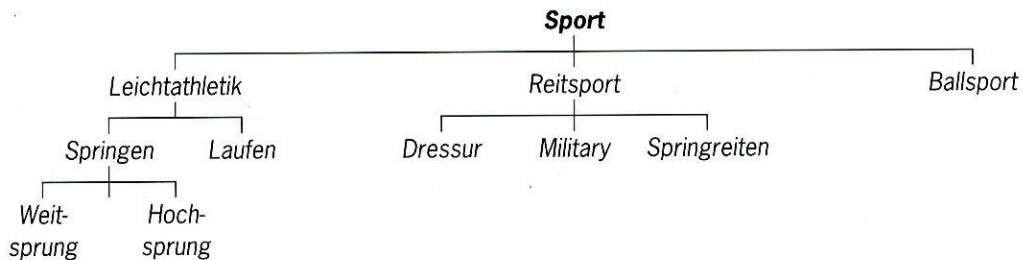 Sport
Leichtathletik Reitsport Ballsport
Springen Laufen Dressur Military Springreiten
Weit- Hoch-
sprung sprung